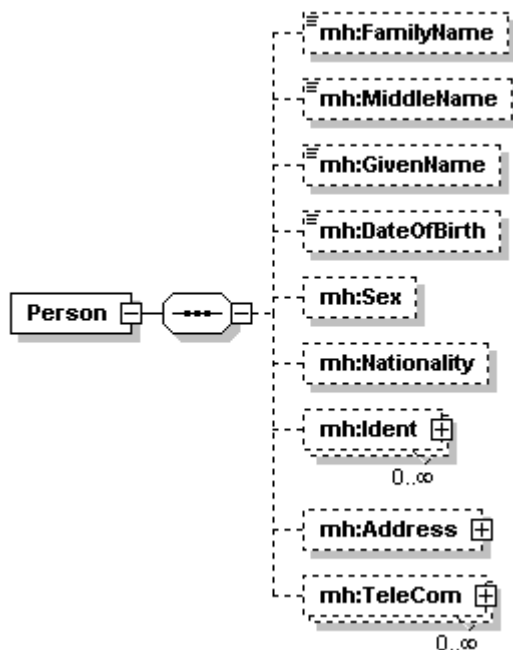 mh:FamilyName
mh:MiddleName
mh:GivenName
mh:DateOfBirth
Person
mh:Sex
mh:Nationality
mh:Ident
0..∞
mh:Address
mh:TeleCom
0..∞